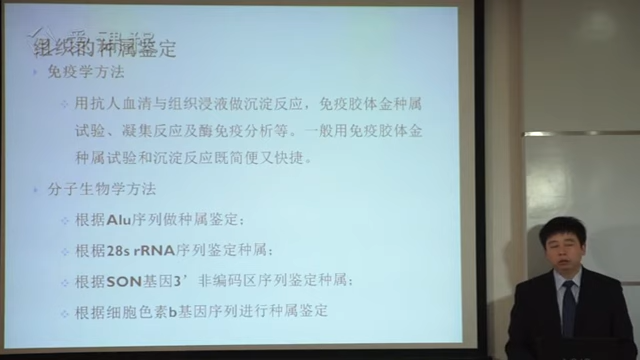 爱课程
组织的种属鉴定
免疫学方法
用抗人血清与组织浸液做沉淀反应，免疫胶体金种属
试验、凝集反应及酶免疫分析等。一般用免疫胶体金
种属试验和沉淀反应既简便又快捷。
分子生物学方法
根据Alu序列做种属鉴定；
根据28s rRNA序列鉴定种属；
根据SON基因3’非编码区序列鉴定种属；
根据细胞色素b基因序列进行种属鉴定